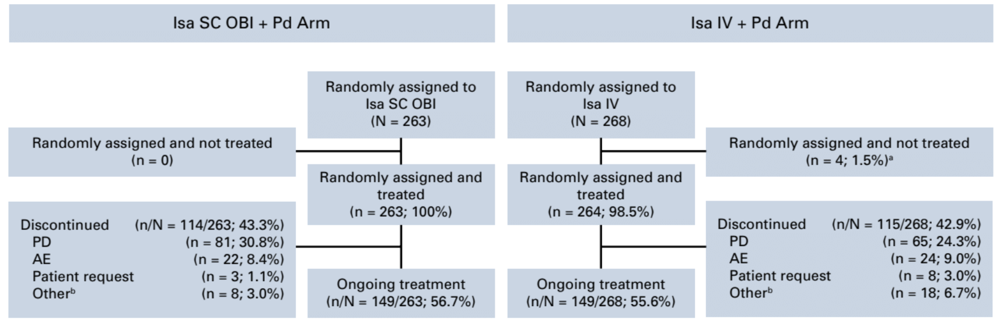 Isa SC OBI + Pd Arm
Randomly assigned to
Isa SC OBI
(N = 263)
Randomly assigned and not treated
(n = 0)
Randomly assigned and
treated
(n = 263; 100%)
Discontinued (n/N = 114/263; 43.3%)
PD (n = 81; 30.8%)
AE (n = 22; 8.4%)
Patient request (n = 3; 1.1%)
Otherᵇ (n = 8; 3.0%)
Ongoing treatment
(n/N = 149/263; 56.7%)
Isa IV + Pd Arm
Randomly assigned to
Isa IV
(N = 268)
Randomly assigned and not treated
(n = 4; 1.5%)ᵃ
Randomly assigned and
treated
(n = 264; 98.5%)
Discontinued (n/N = 115/268; 42.9%)
PD (n = 65; 24.3%)
AE (n = 24; 9.0%)
Patient request (n = 8; 3.0%)
Otherᵇ (n = 18; 6.7%)
Ongoing treatment
(n/N = 149/268; 55.6%)